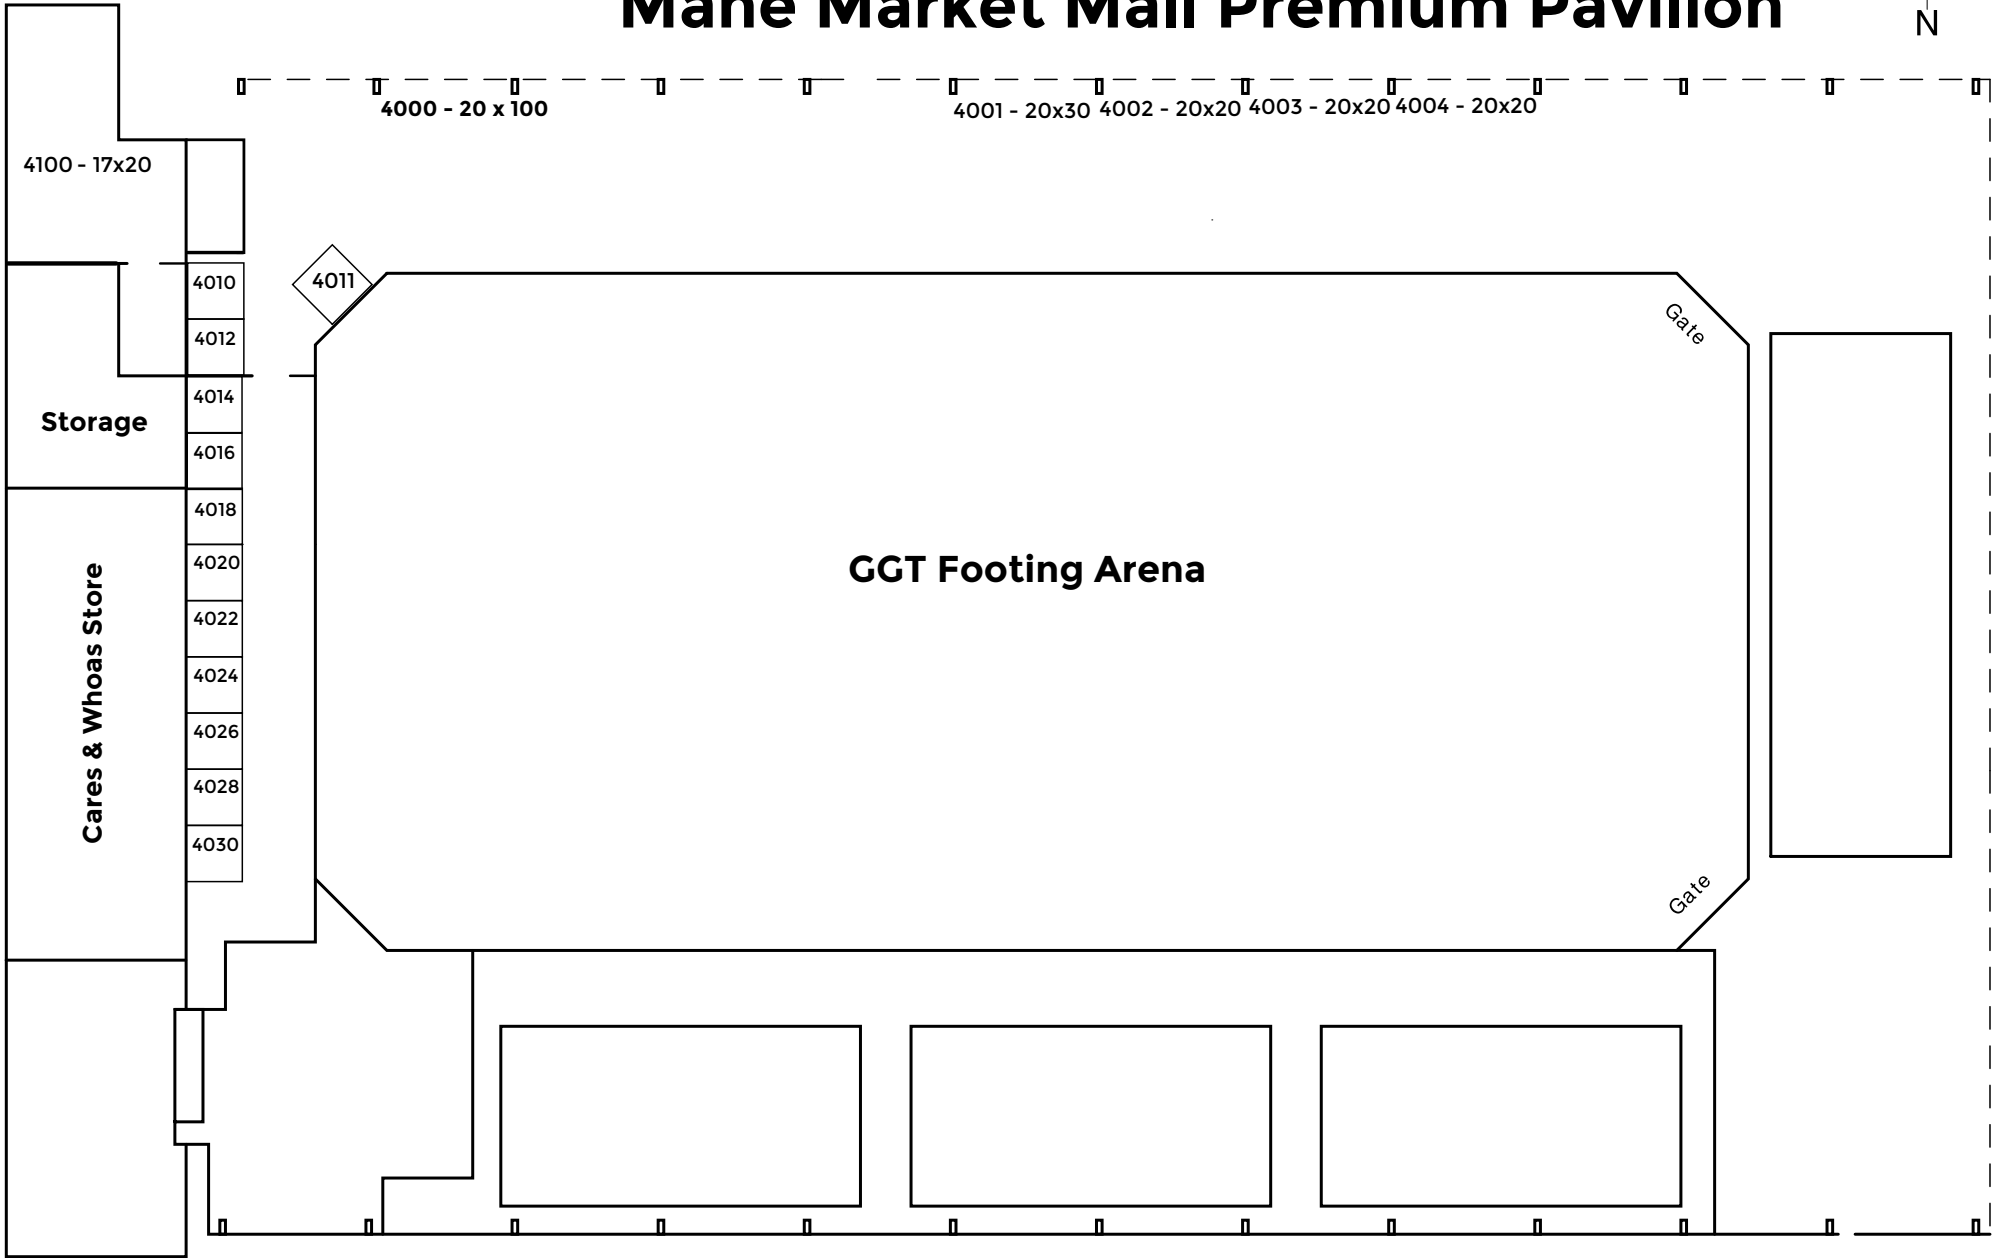 Mane Market Mall Premium Pavilion
N
4000 - 20 x 100
4001 - 20x30
4002 - 20x20
4003 - 20x20
4004 - 20x20
4100 - 17x20
4010
4011
4012
4014
4016
4018
4020
4022
4024
4026
4028
4030
Storage
Cares & Whoas Store
GGT Footing Arena
Gate
Gate